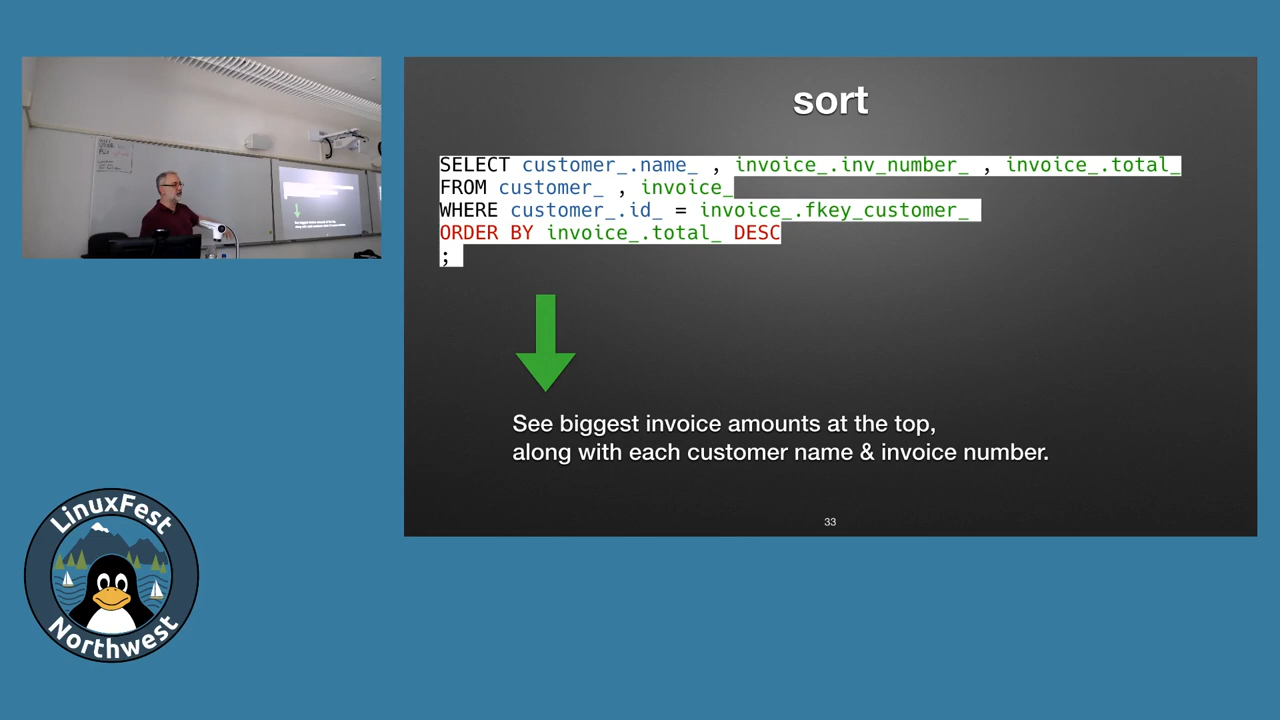 sort
SELECT customer_.name_ , invoice_.inv_number_ , invoice_.total_
FROM customer_ , invoice_
WHERE customer_.id_ = invoice_.fkey_customer_
ORDER BY invoice_.total_ DESC
;
See biggest invoice amounts at the top,
along with each customer name & invoice number.
33
LinuxFest
Northwest